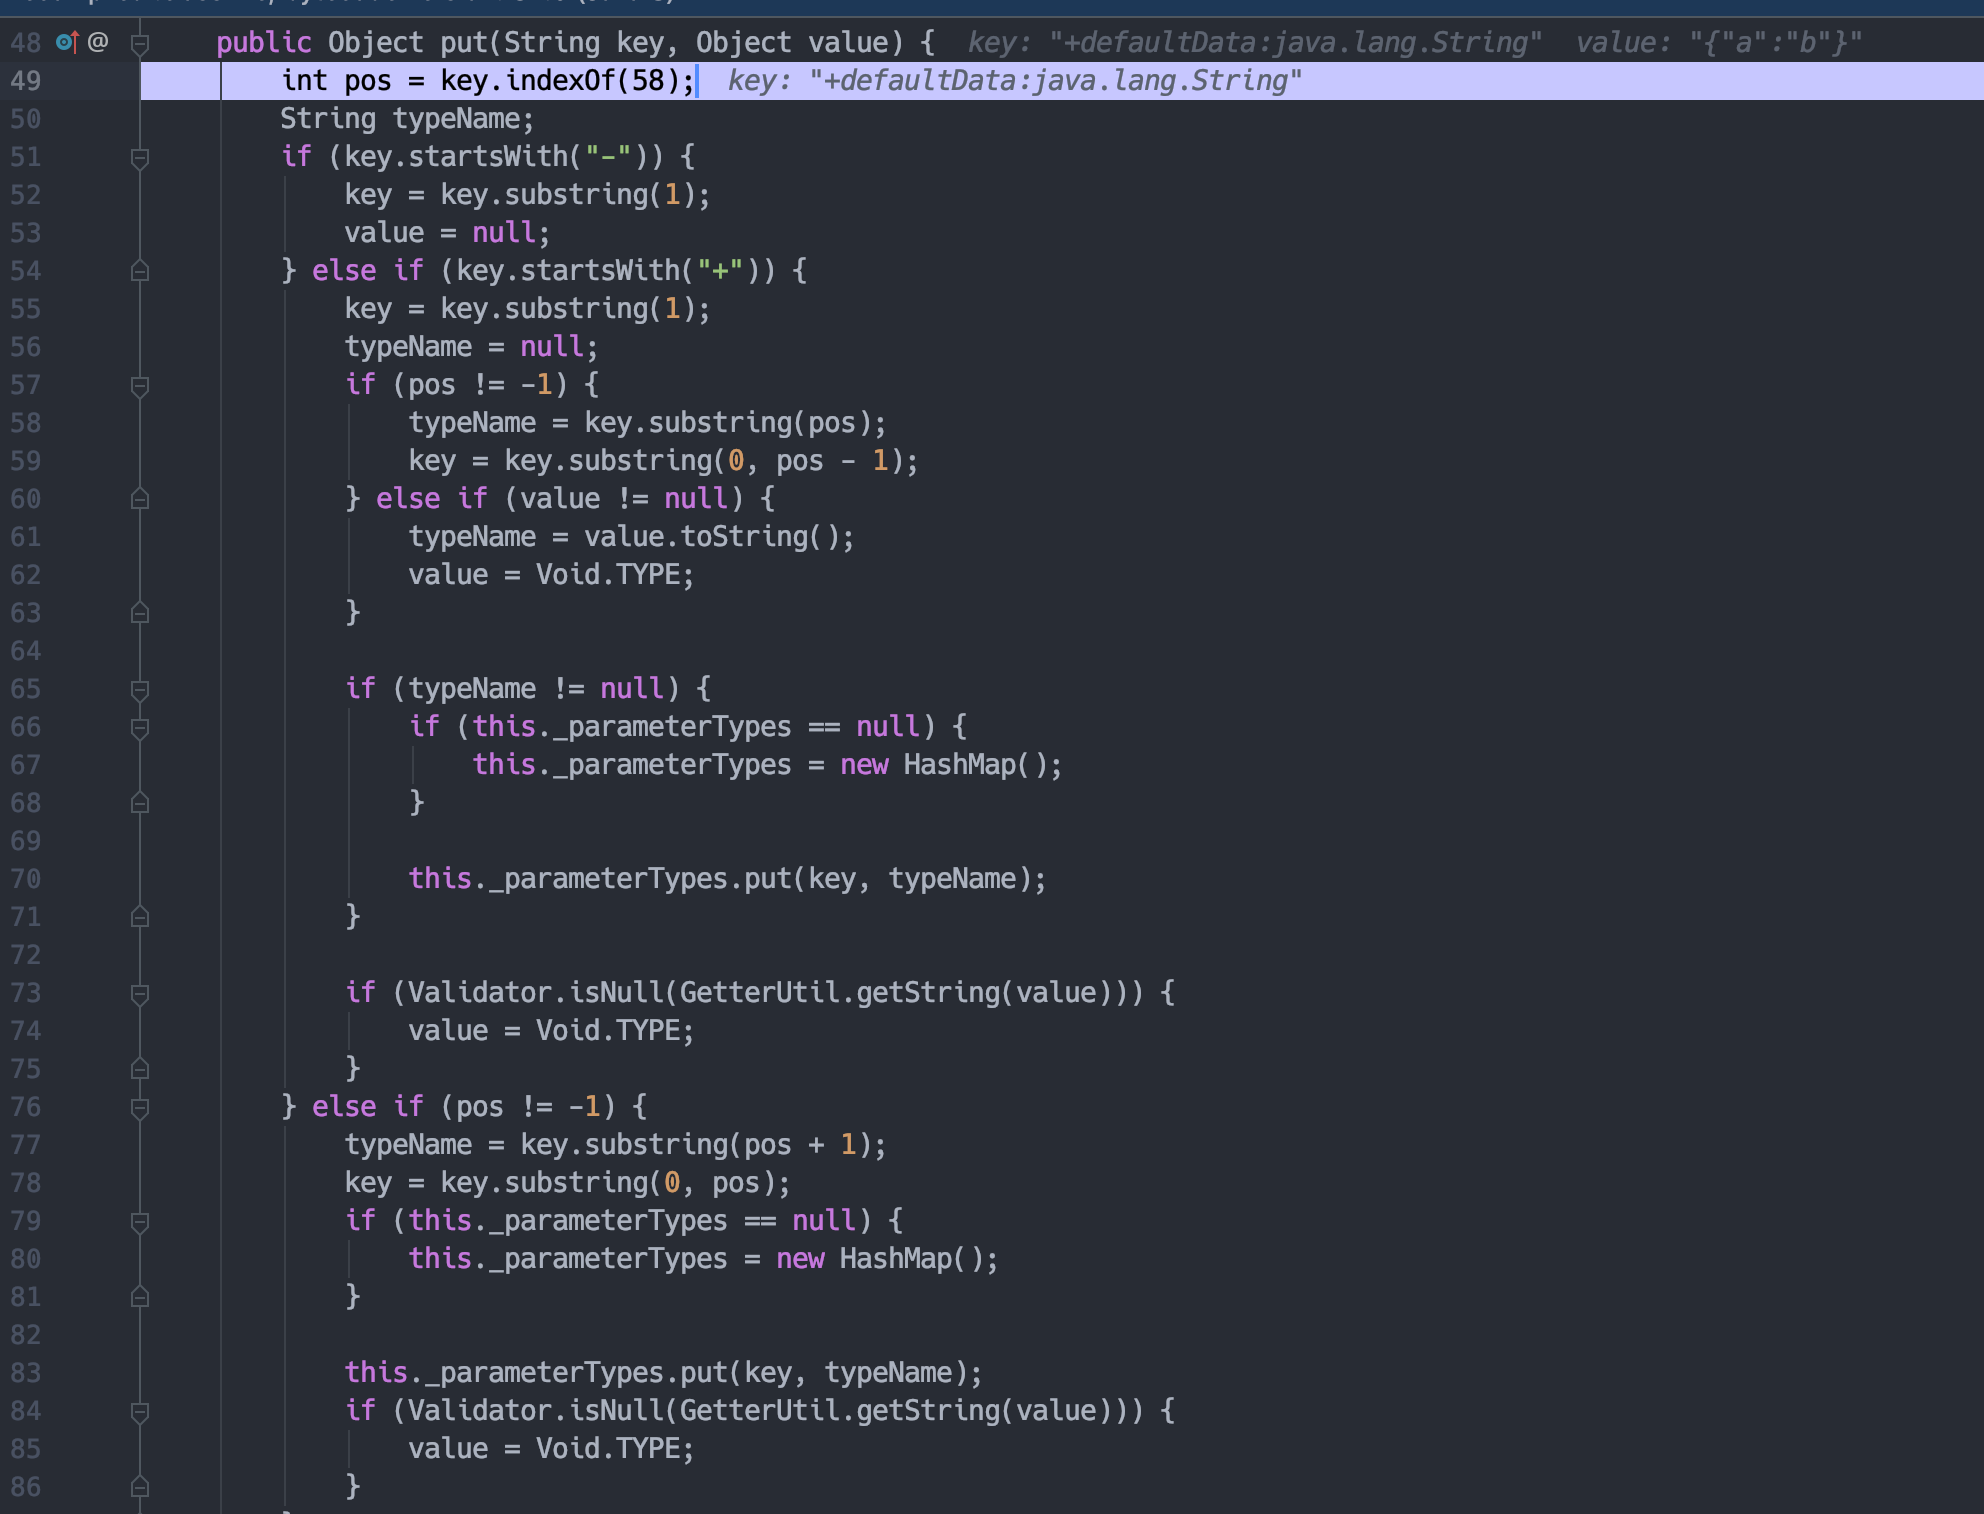 48 @ public Object put(String key, Object value) { key: "+defaultData:java.lang.String" value: "{"a":"b"}"
49 int pos = key.indexOf(58); key: "+defaultData:java.lang.String"
50 String typeName;
51 if (key.startsWith("-")) {
52 key = key.substring(1);
53 value = null;
54 } else if (key.startsWith("+")) {
55 key = key.substring(1);
56 typeName = null;
57 if (pos != -1) {
58 typeName = key.substring(pos);
59 key = key.substring(0, pos - 1);
60 } else if (value != null) {
61 typeName = value.toString();
62 value = Void.TYPE;
63 }
64
65 if (typeName != null) {
66 if (this._parameterTypes == null) {
67 this._parameterTypes = new HashMap();
68 }
69
70 this._parameterTypes.put(key, typeName);
71 }
72
73 if (Validator.isNull(GetterUtil.getString(value))) {
74 value = Void.TYPE;
75 }
76 } else if (pos != -1) {
77 typeName = key.substring(pos + 1);
78 key = key.substring(0, pos);
79 if (this._parameterTypes == null) {
80 this._parameterTypes = new HashMap();
81 }
82
83 this._parameterTypes.put(key, typeName);
84 if (Validator.isNull(GetterUtil.getString(value))) {
85 value = Void.TYPE;
86 }